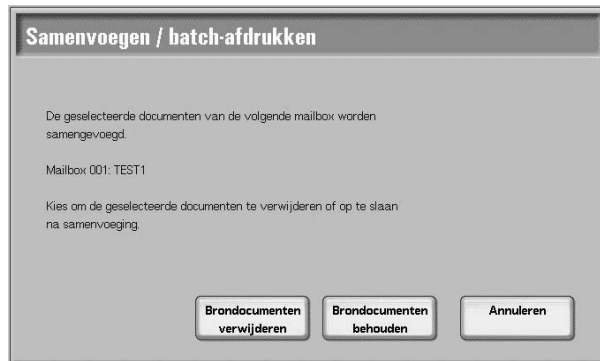 Samenvoegen / batch-afdrukken
De geselecteerde documenten van de volgende mailbox worden
samengevoegd.
Mailbox 001: TEST1
Kies om de geselecteerde documenten te verwijderen of op te slaan
na samenvoeging.
Brondocumenten
verwijderen
Brondocumenten
behouden
Annuleren